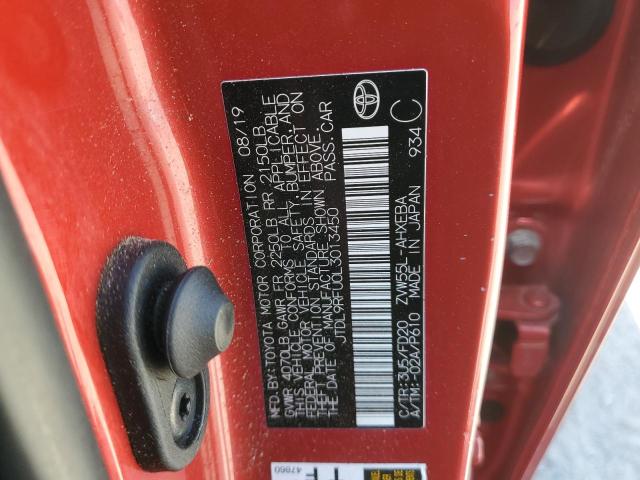 MFD.BY:TOYOTA MOTOR CORPORATION 08/19
GVWR 4070LB GAWR FR 2250LB RR 2150LB
THIS VEHICLE CONFORMS TO ALL APPLICABLE
FEDERAL MOTOR VEHICLE SAFETY, BUMPER, AND
THEFT PREVENTION STANDARDS IN EFFECT ON
THE DATE OF MANUFACTURE SHOWN ABOVE.
JTDL9RFU0L3013450 PASS.CAR
C/TR:3U5/FD20 ZVW55L-AHXEBA
A/TM:-02A/P610 MADE IN JAPAN 934 C
47860